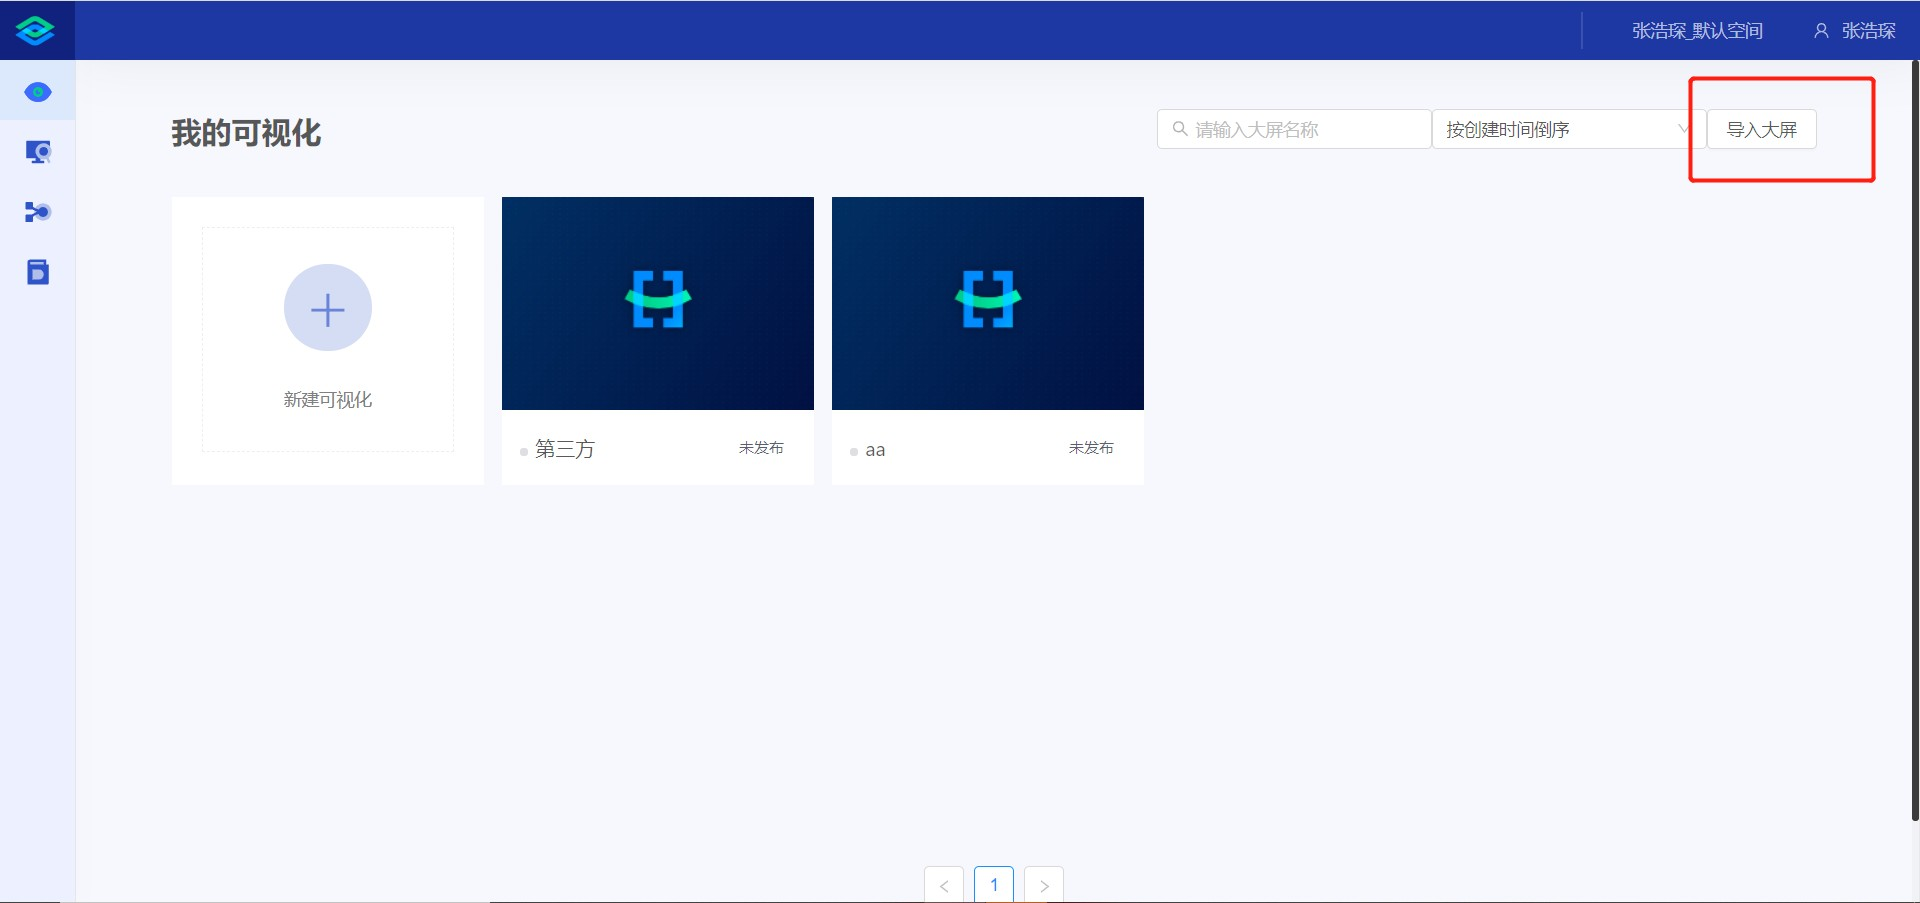 张浩琛_默认空间
张浩琛
我的可视化
请输入大屏名称
按创建时间倒序
导入大屏
新建可视化
第三方
未发布
aa
未发布
1